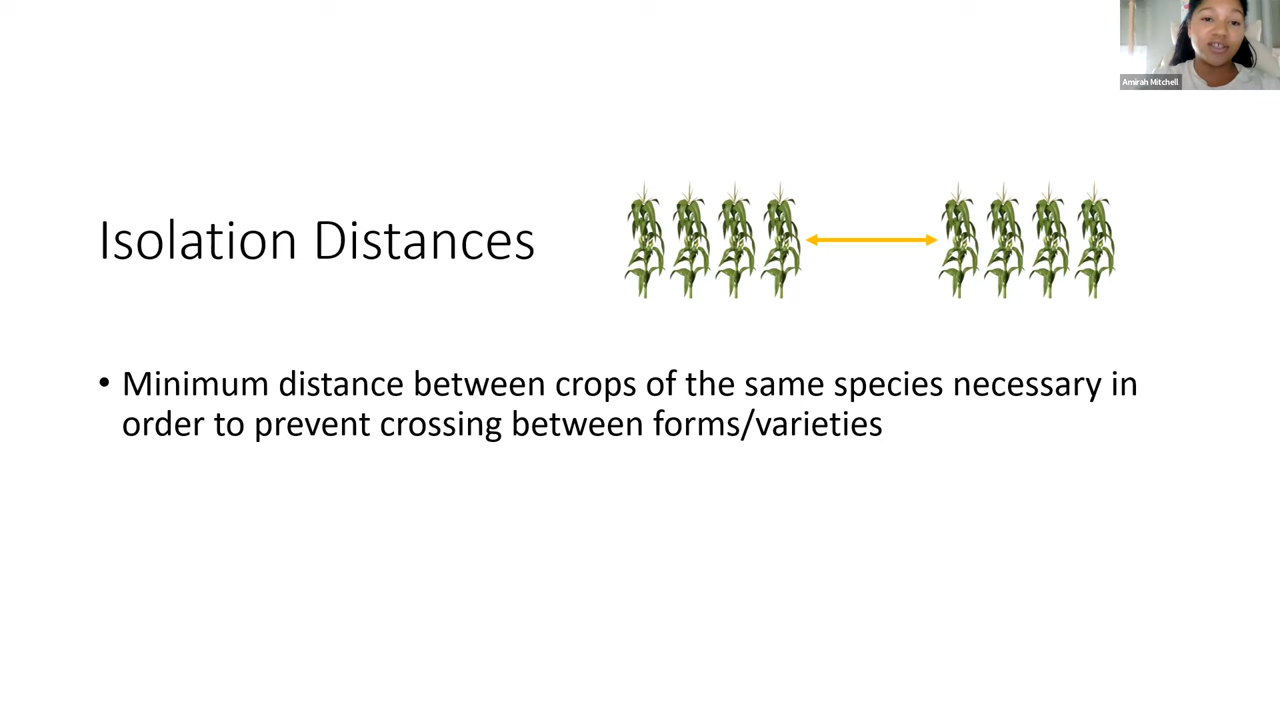 Amirah Mitchell
Isolation Distances
• Minimum distance between crops of the same species necessary in
order to prevent crossing between forms/varieties